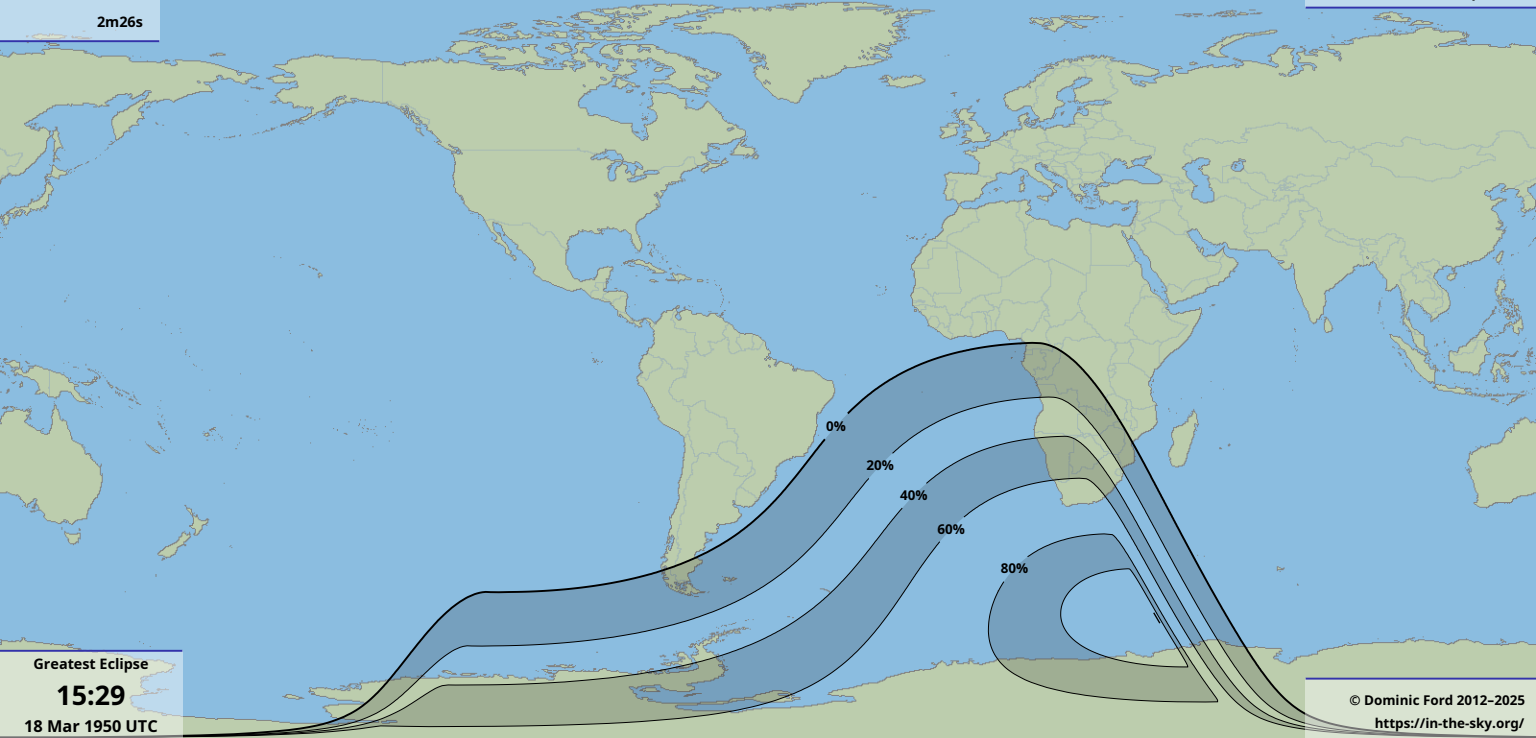 2m26s
0%
20%
40%
60%
80%
Greatest Eclipse
15:29
18 Mar 1950 UTC
© Dominic Ford 2012–2025
https://in-the-sky.org/